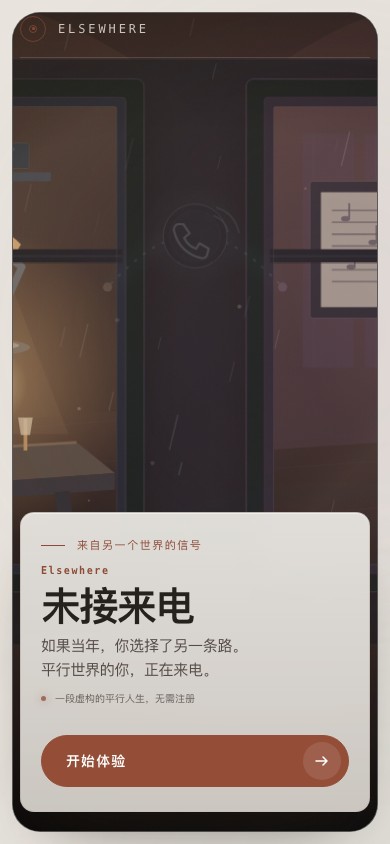 ELSEWHERE
来自另一个世界的信号
Elsewhere
未接来电
如果当年，你选择了另一条路。
平行世界的你，正在来电。
一段虚构的平行人生，无需注册
开始体验